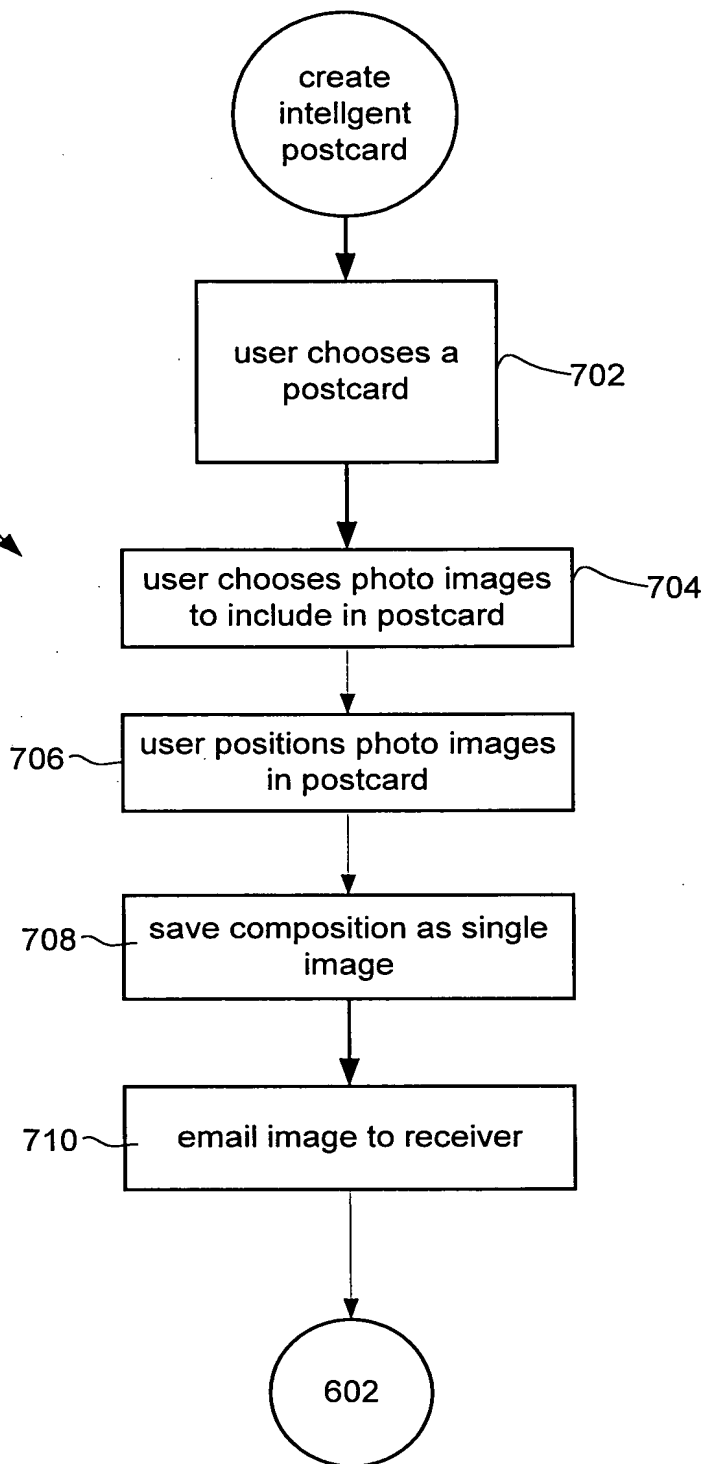 create
intellgent
postcard
user chooses a
postcard
702
user chooses photo images
to include in postcard
704
706
user positions photo images
in postcard
708
save composition as single
image
710
email image to receiver
602